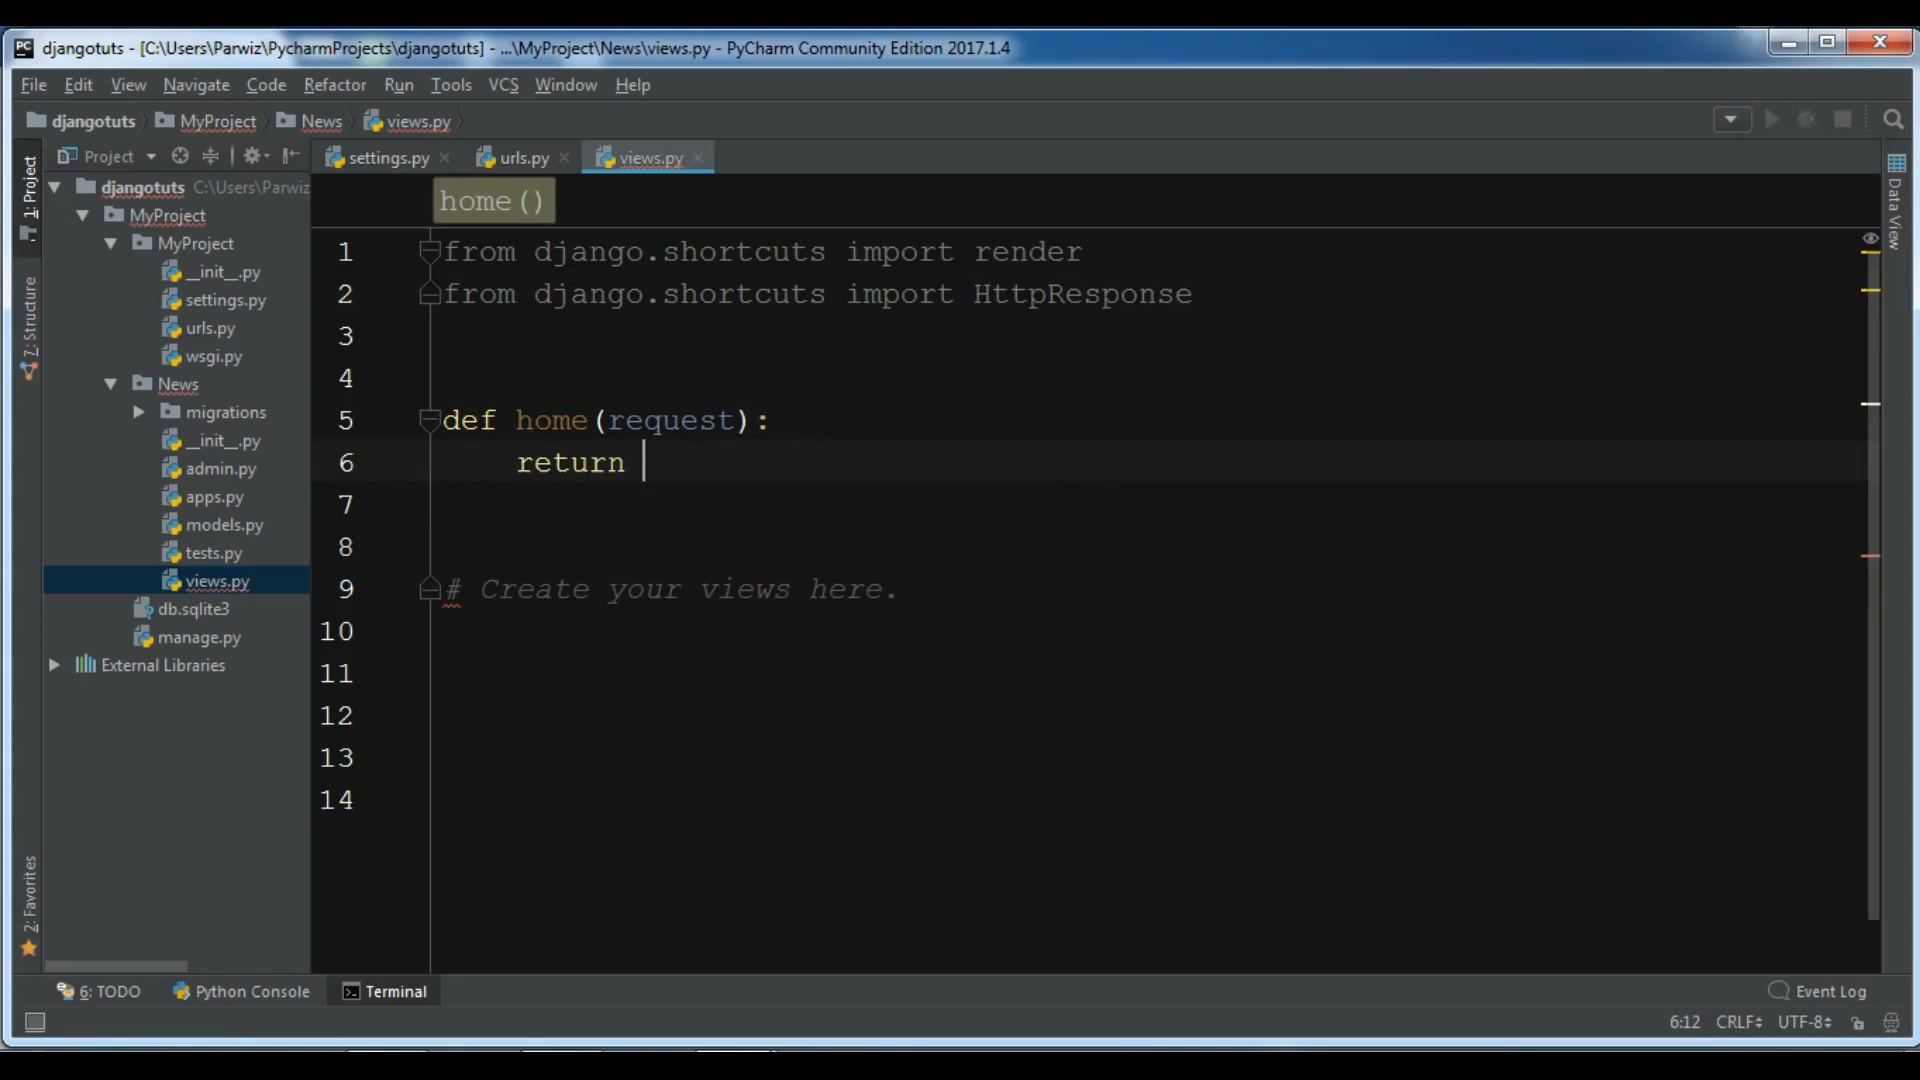 djangotuts - [C:\Users\Parwiz\PycharmProjects\djangotuts] - ...\MyProject\News\views.py - PyCharm Community Edition 2017.1.4
File Edit View Navigate Code Refactor Run Tools VCS Window Help
djangotuts MyProject News views.py
Project
settings.py urls.py views.py
1: Project
7: Structure
2: Favorites
djangotuts C:\Users\Parwiz
MyProject
MyProject
__init__.py
settings.py
urls.py
wsgi.py
News
migrations
__init__.py
admin.py
apps.py
models.py
tests.py
views.py
db.sqlite3
manage.py
External Libraries
home()
1 from django.shortcuts import render
2 from django.shortcuts import HttpResponse
3
4
5 def home(request):
6 return
7
8
9 # Create your views here.
10
11
12
13
14
Data View
6: TODO Python Console Terminal Event Log
6:12 CRLF UTF-8